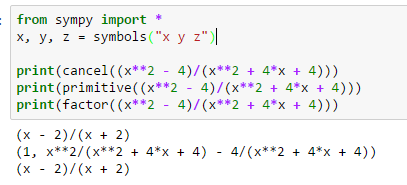 from sympy import *
x, y, z = symbols("x y z")
print(cancel((x**2 - 4)/(x**2 + 4*x + 4)))
print(primitive((x**2 - 4)/(x**2 + 4*x + 4)))
print(factor((x**2 - 4)/(x**2 + 4*x + 4)))
(x - 2)/(x + 2)
(1, x**2/(x**2 + 4*x + 4) - 4/(x**2 + 4*x + 4))
(x - 2)/(x + 2)